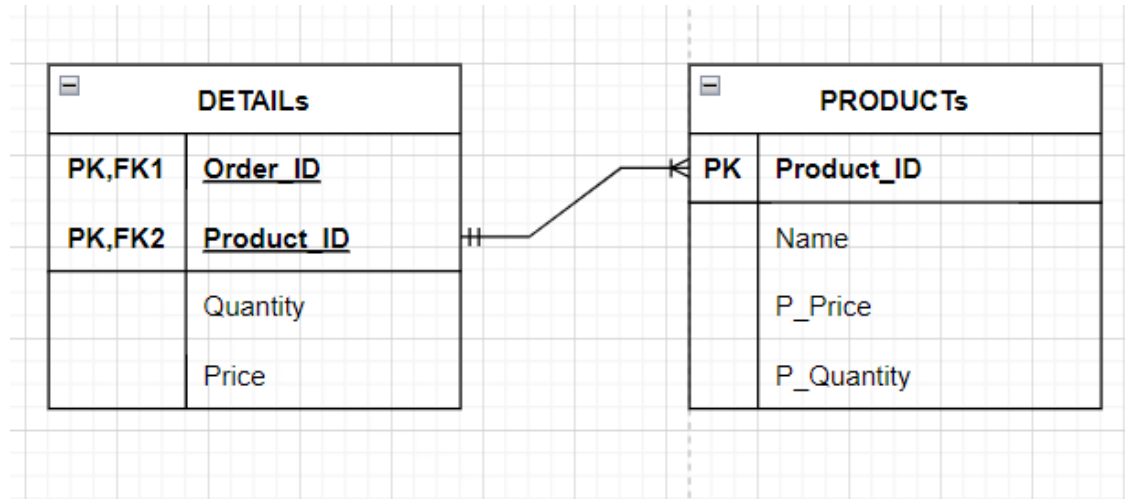 DETAILs
PK,FK1 Order_ID
PK,FK2 Product_ID
Quantity
Price
PRODUCTs
PK Product_ID
Name
P_Price
P_Quantity